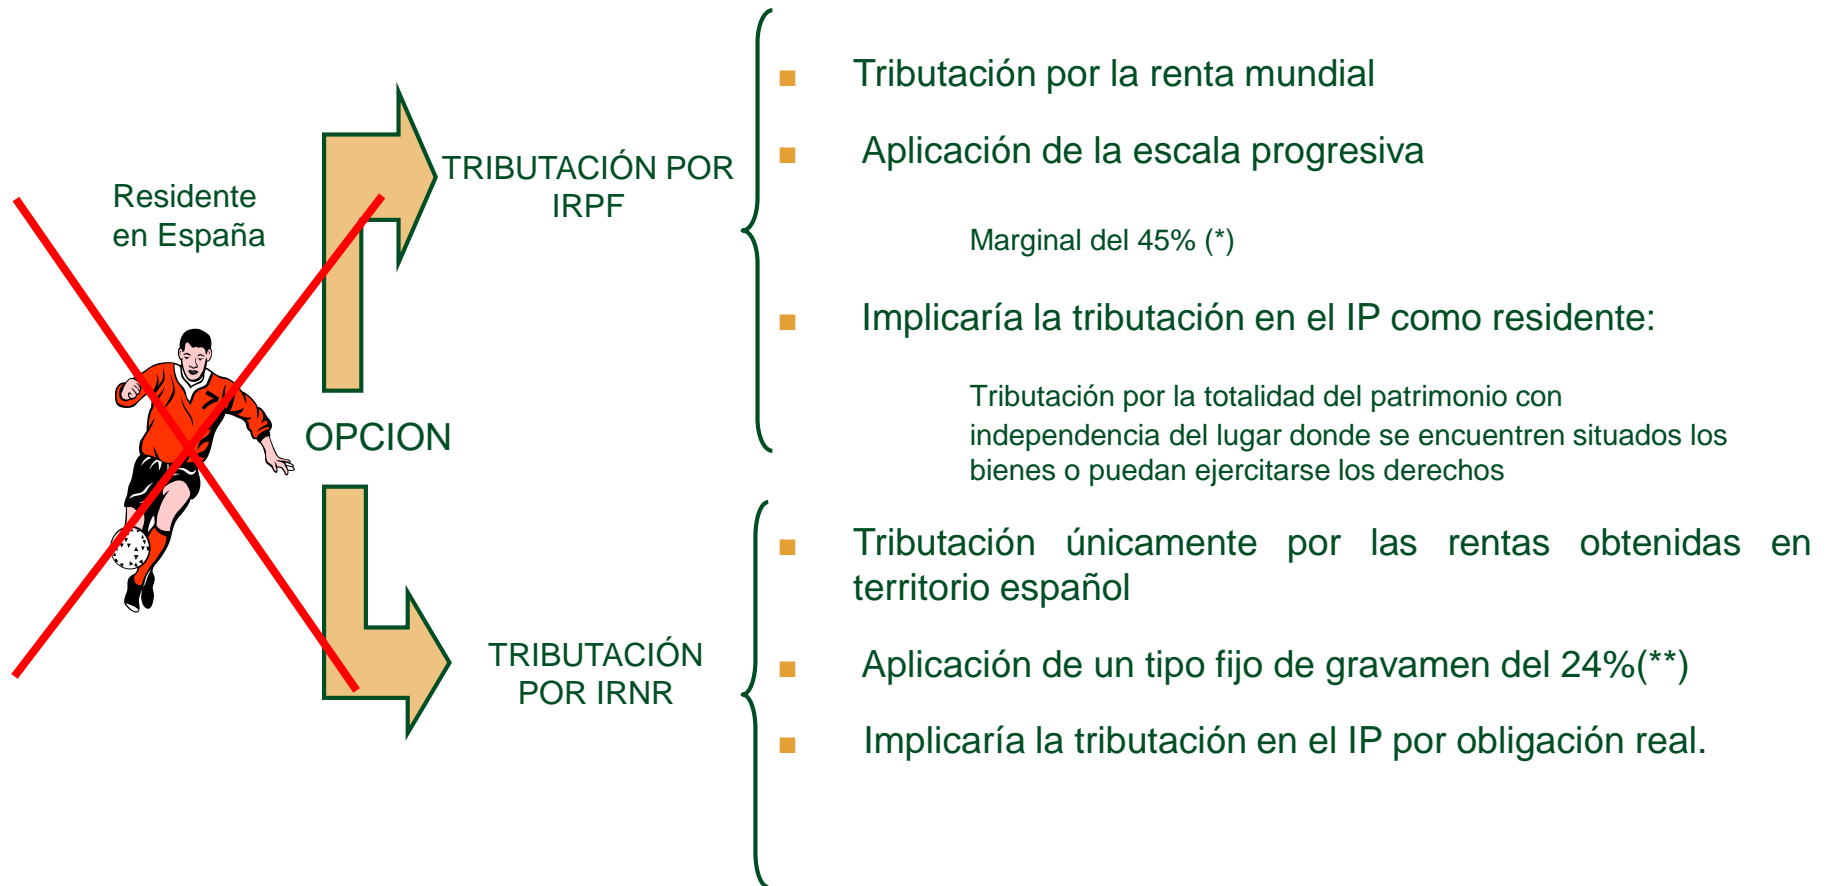 Residente
en España
OPCION
TRIBUTACIÓN POR
IRPF
Tributación por la renta mundial
Aplicación de la escala progresiva
Marginal del 45% (*)
Implicaría la tributación en el IP como residente:
Tributación por la totalidad del patrimonio con
independencia del lugar donde se encuentren situados los
bienes o puedan ejercitarse los derechos
TRIBUTACIÓN
POR IRNR
Tributación únicamente por las rentas obtenidas en
territorio español
Aplicación de un tipo fijo de gravamen del 24%(**)
Implicaría la tributación en el IP por obligación real.
7